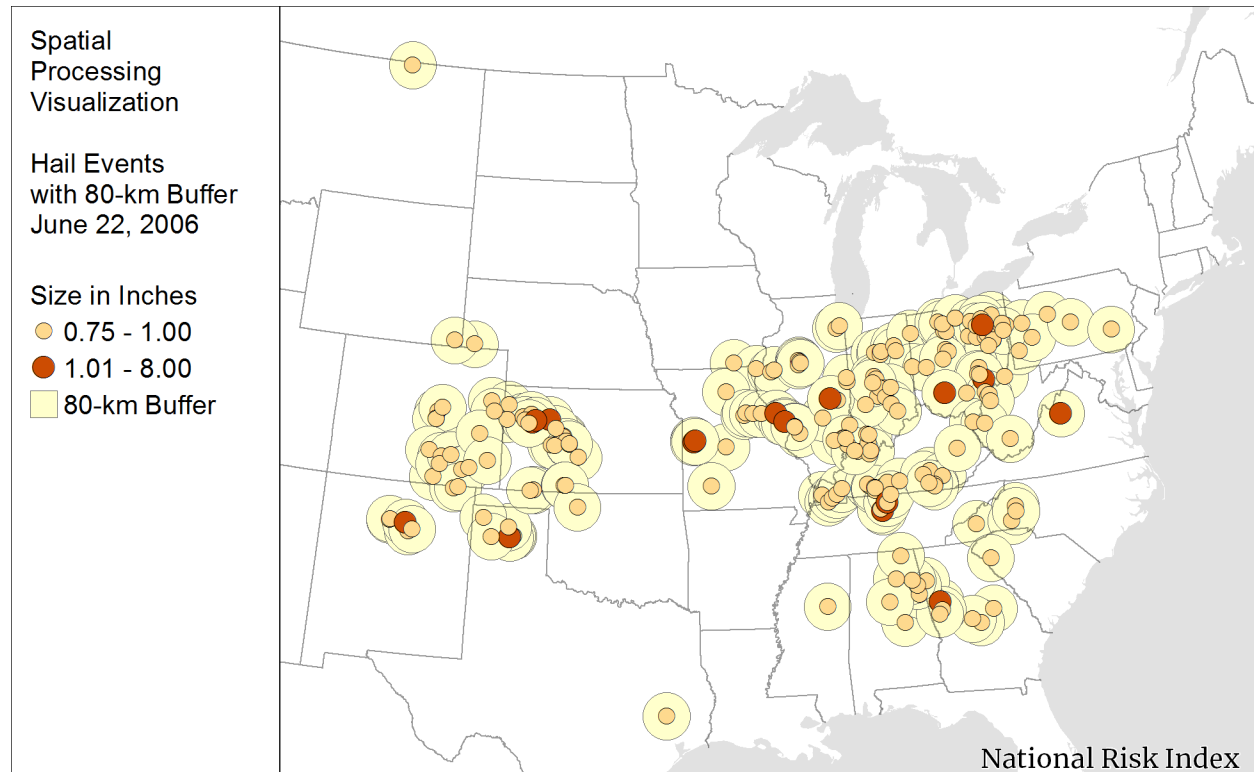 Spatial
Processing
Visualization
Hail Events
with 80-km Buffer
June 22, 2006
Size in Inches
0.75 - 1.00
1.01 - 8.00
80-km Buffer
National Risk Index